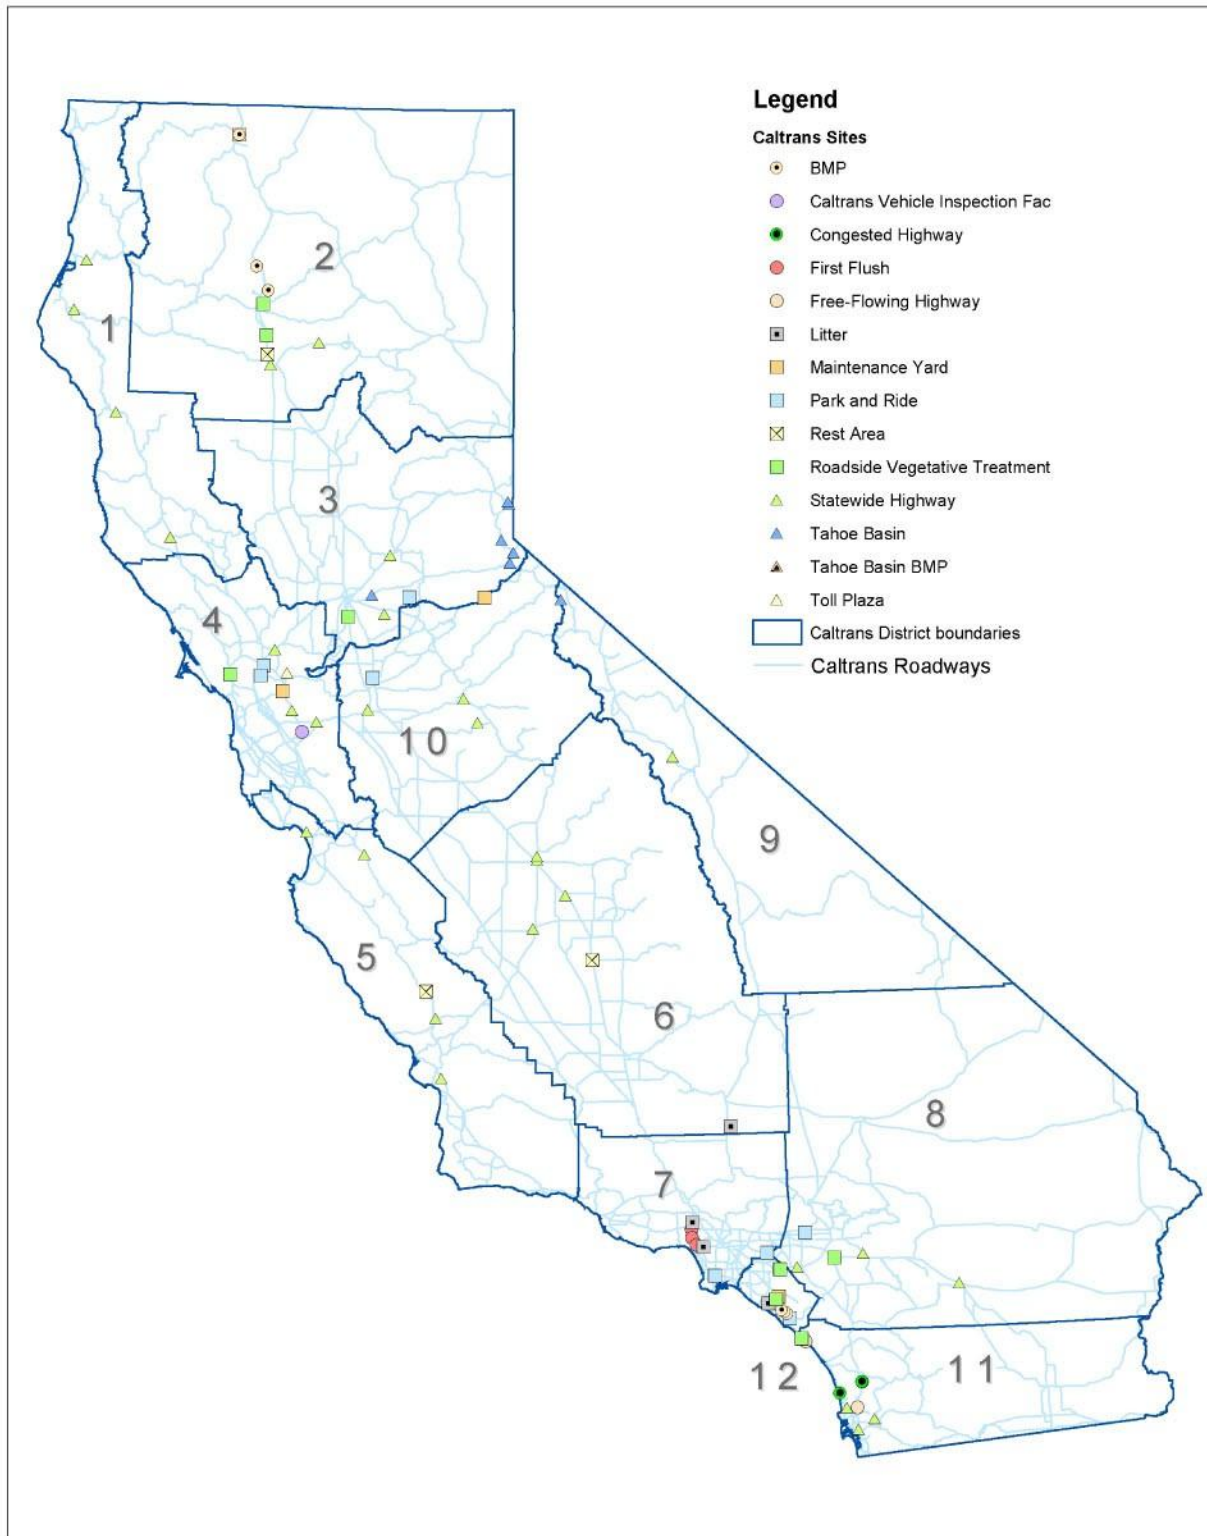 Legend
Caltrans Sites
BMP
Caltrans Vehicle Inspection Fac
Congested Highway
First Flush
Free-Flowing Highway
Litter
Maintenance Yard
Park and Ride
Rest Area
Roadside Vegetative Treatment
Statewide Highway
Tahoe Basin
Tahoe Basin BMP
Toll Plaza
Caltrans District boundaries
Caltrans Roadways
2
1
3
4
10
9
5
6
8
7
12
11